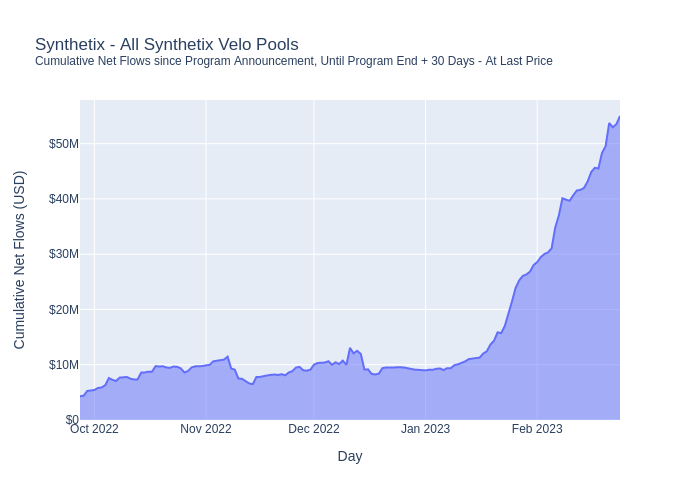 Synthetix - All Synthetix Velo Pools
Cumulative Net Flows since Program Announcement, Until Program End + 30 Days - At Last Price
Cumulative Net Flows (USD)
$50M
$40M
$30M
$20M
$10M
$0
Oct 2022
Nov 2022
Dec 2022
Jan 2023
Feb 2023
Day